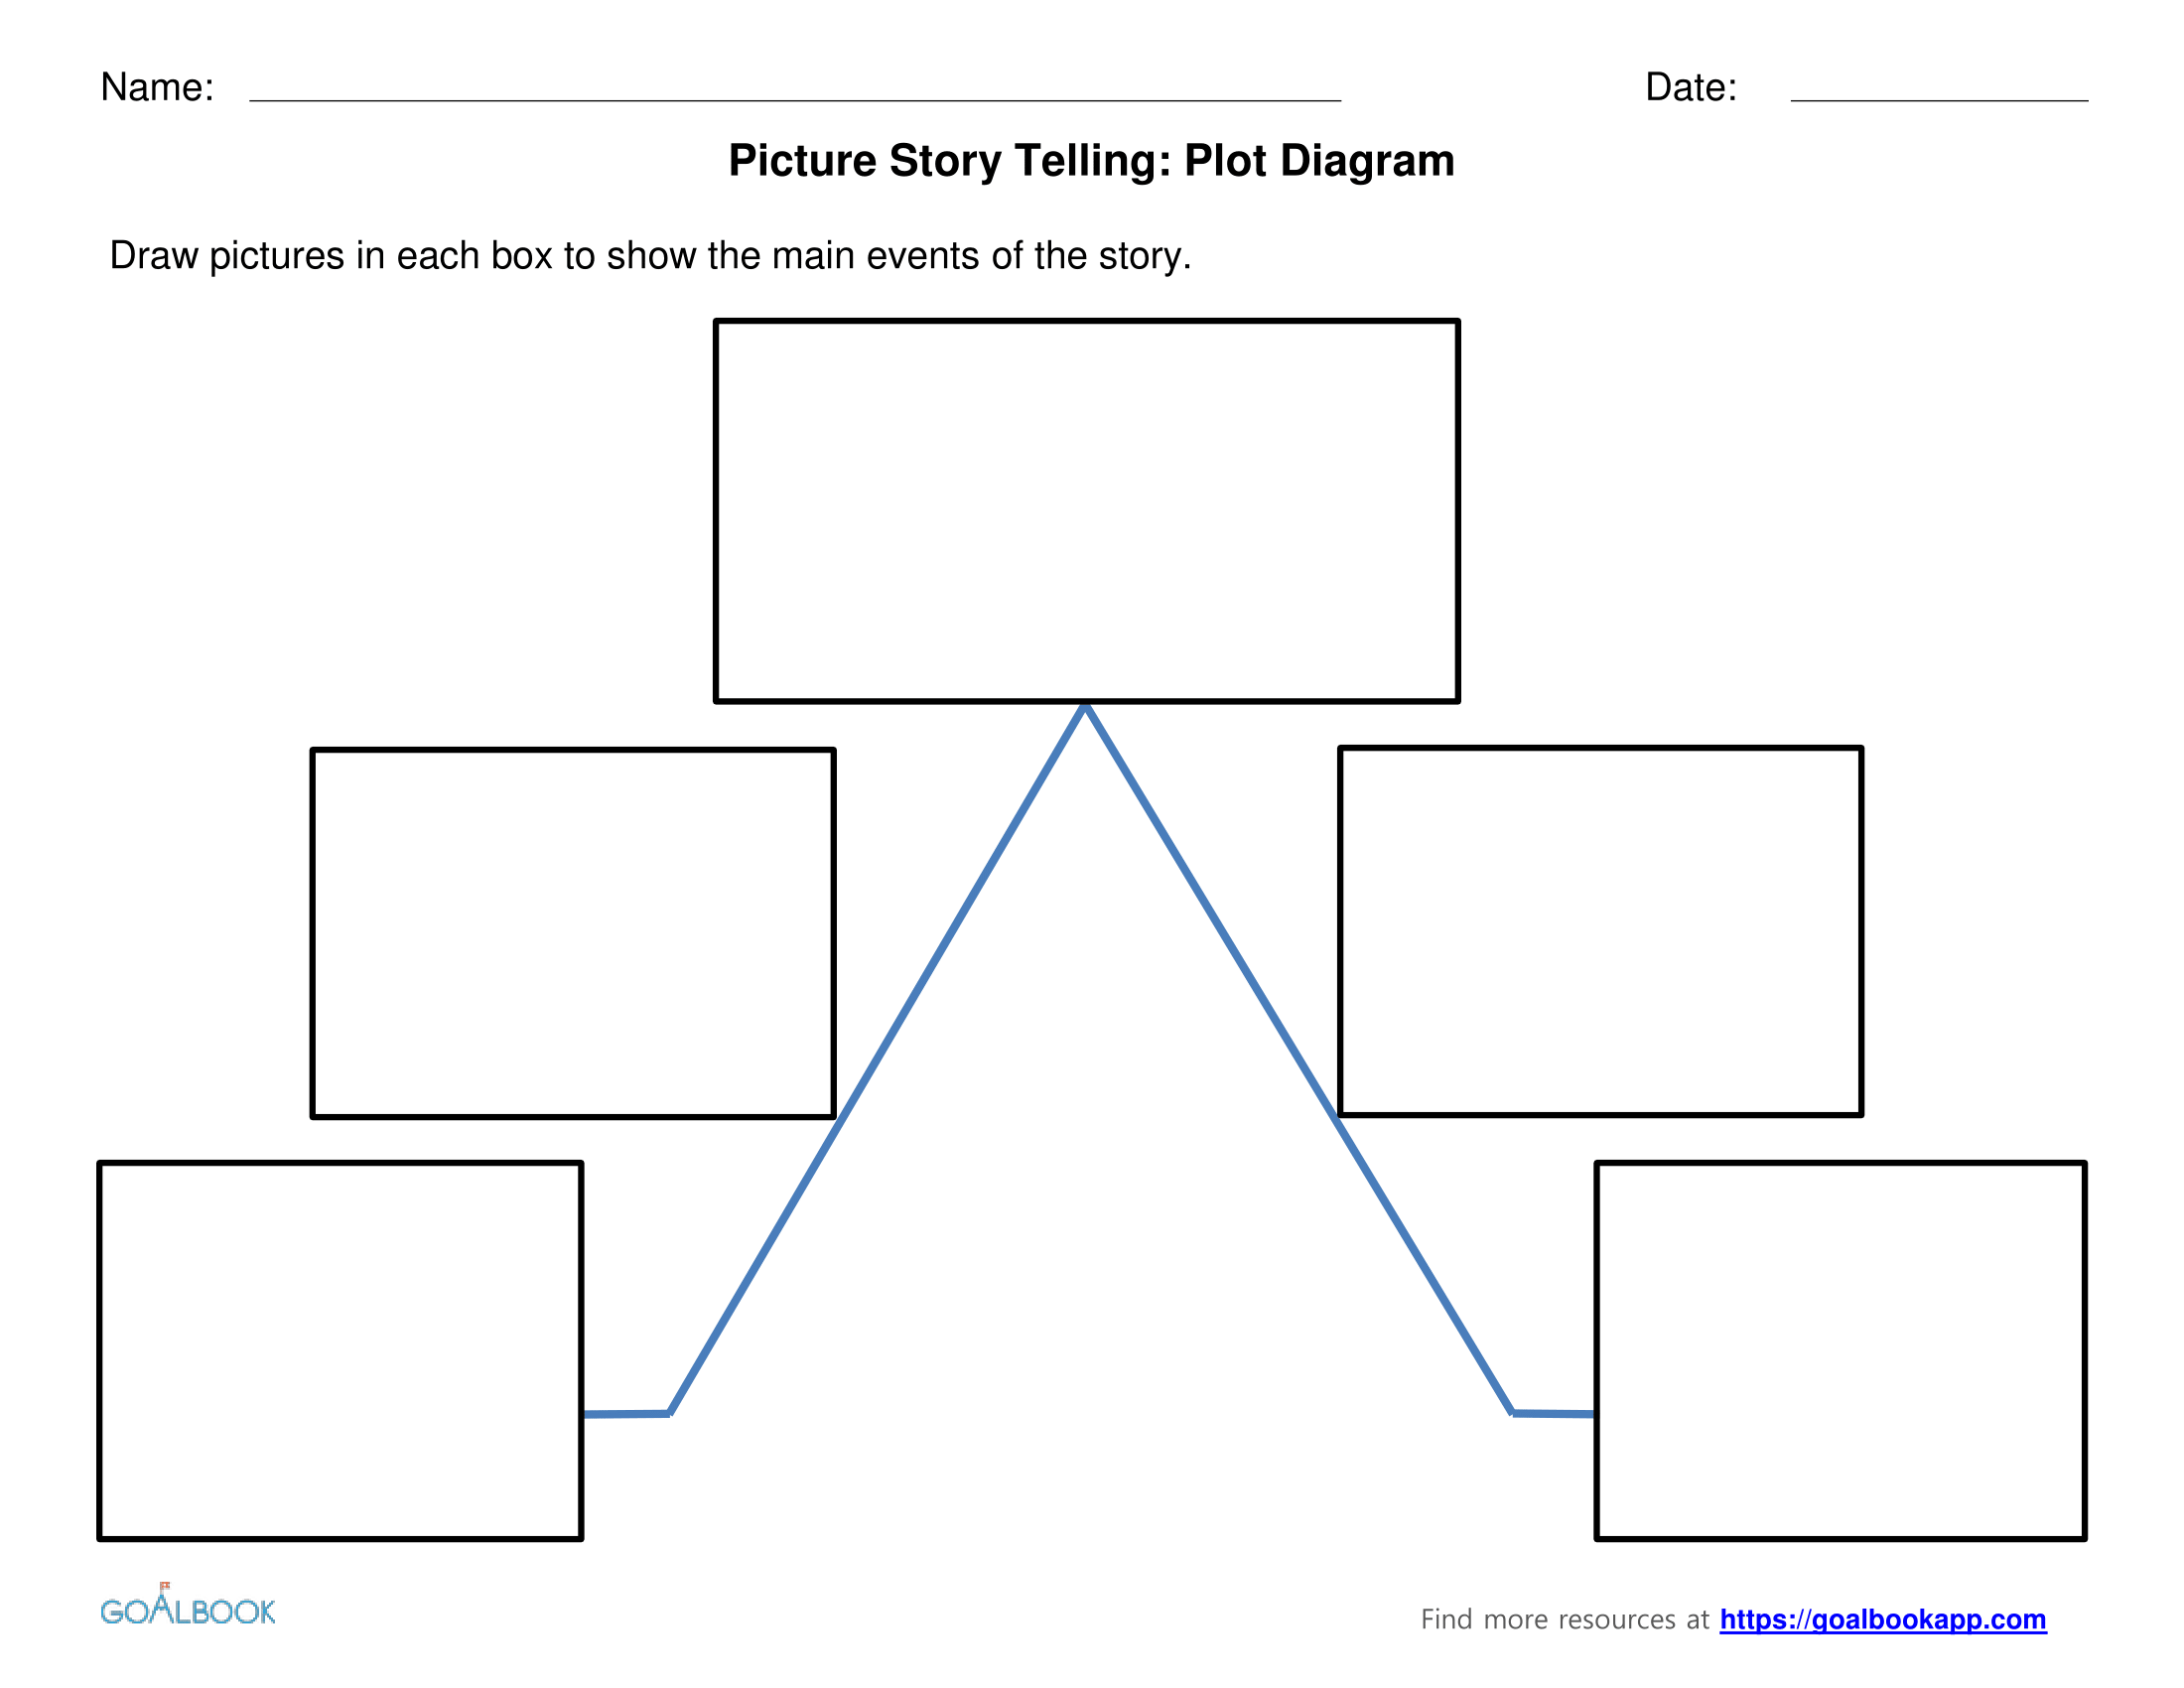 Name: Date:
Picture Story Telling: Plot Diagram
Draw pictures in each box to show the main events of the story.
GOALBOOK
Find more resources at https://goalbookapp.com